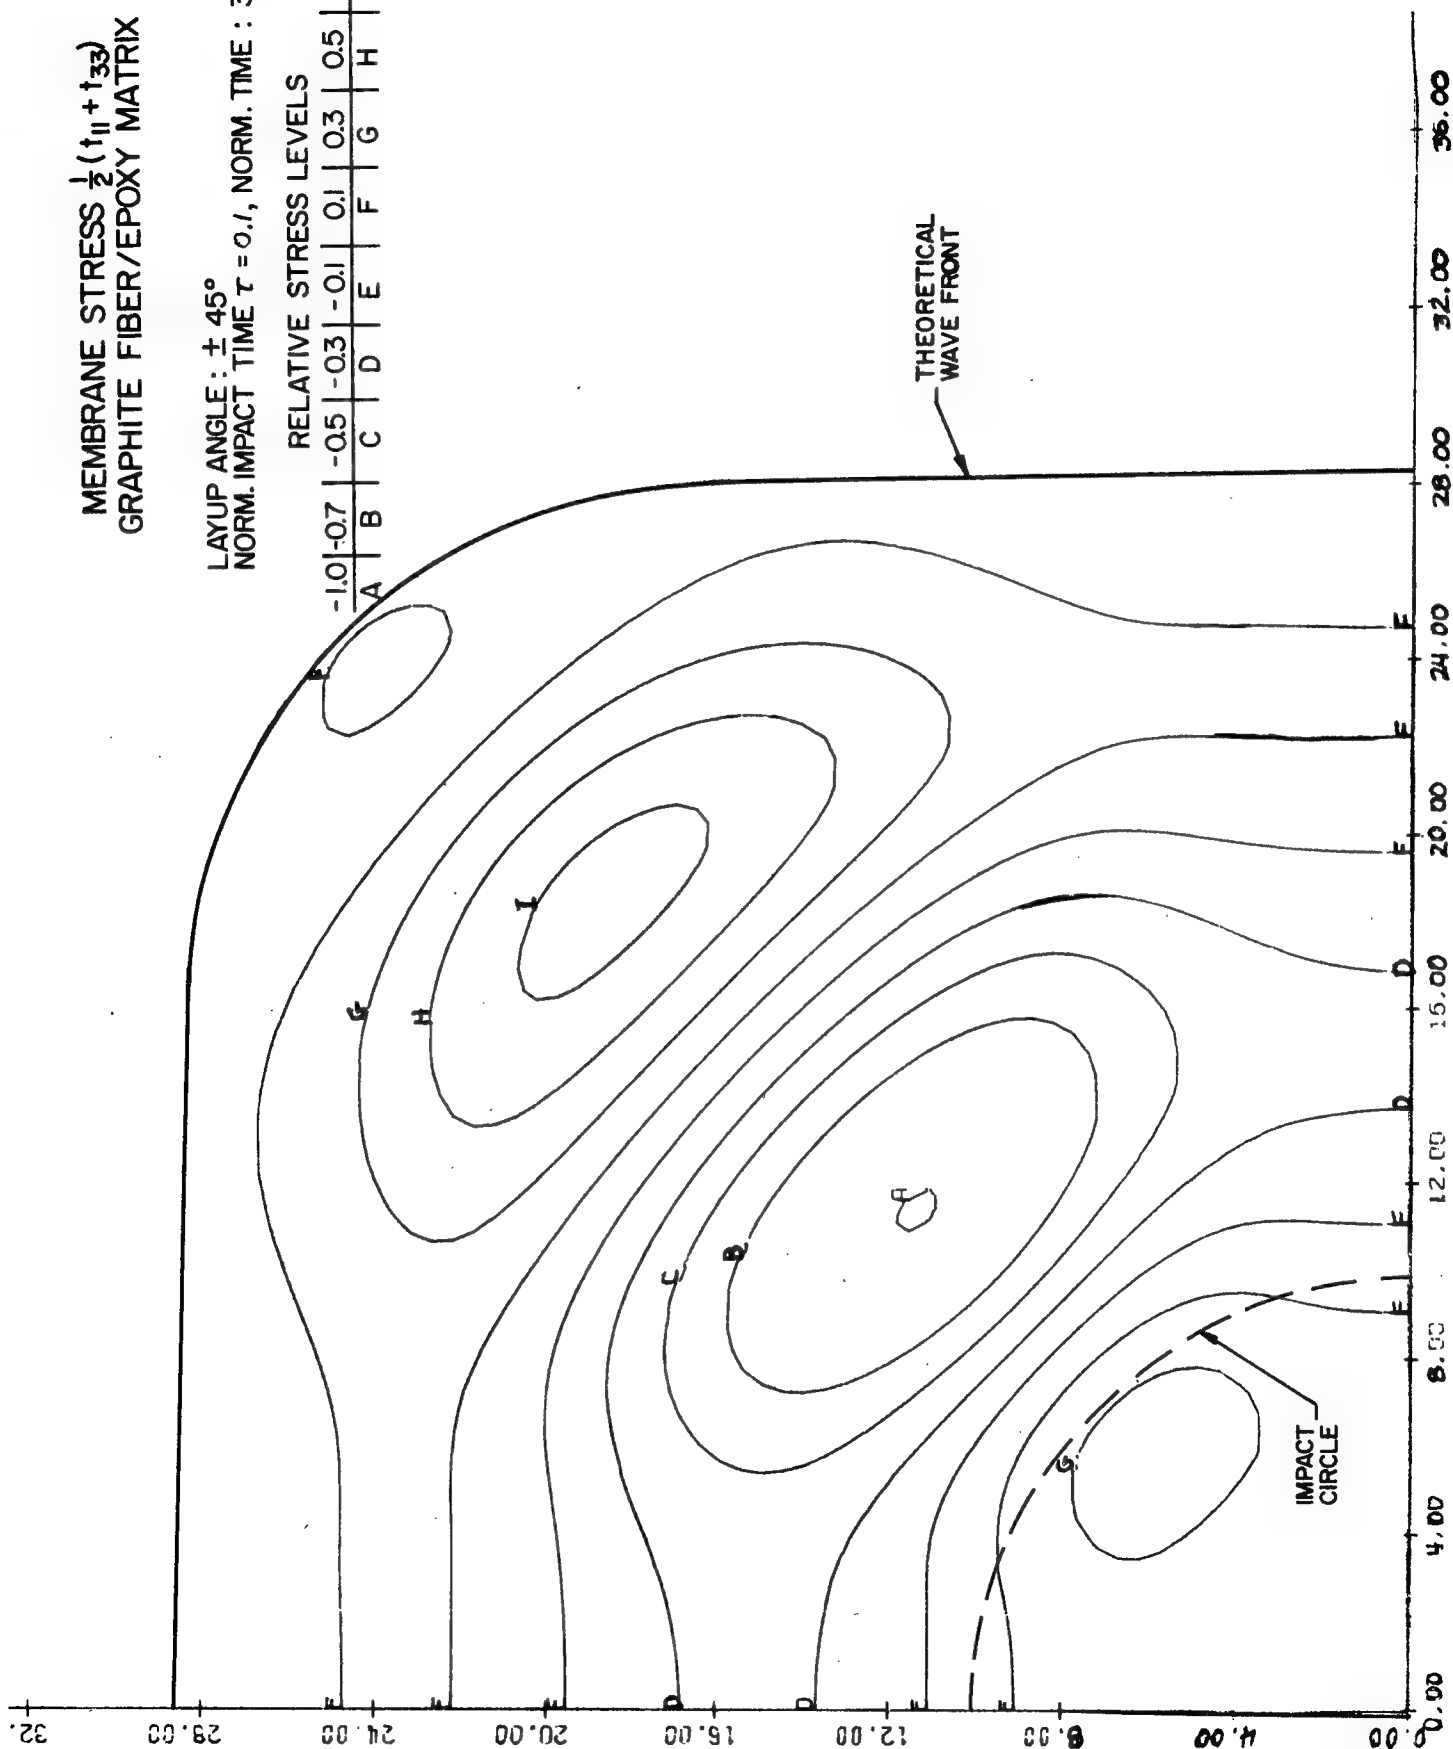 MEMBRANE STRESS ½ (t₁₁ + t₃₃)
GRAPHITE FIBER/EPOXY MATRIX
LAYUP ANGLE: ± 45°
NORM. IMPACT TIME τ = 0.1, NORM. TIME : 3
RELATIVE STRESS LEVELS
-1.0 | -0.7 | -0.5 | -0.3 | -0.1 | 0.1 | 0.3 | 0.5 |
A | B | C | D | E | F | G | H |
THEORETICAL
WAVE FRONT
IMPACT
CIRCLE
F
G
H
I
C
B
A
G
D
D
D
D
32.
28.00
24.00
20.00
12.00
8.00
4.00
0.00
0.00
4.00
8.00
12.00
16.00
20.00
24.00
28.00
32.00
36.00